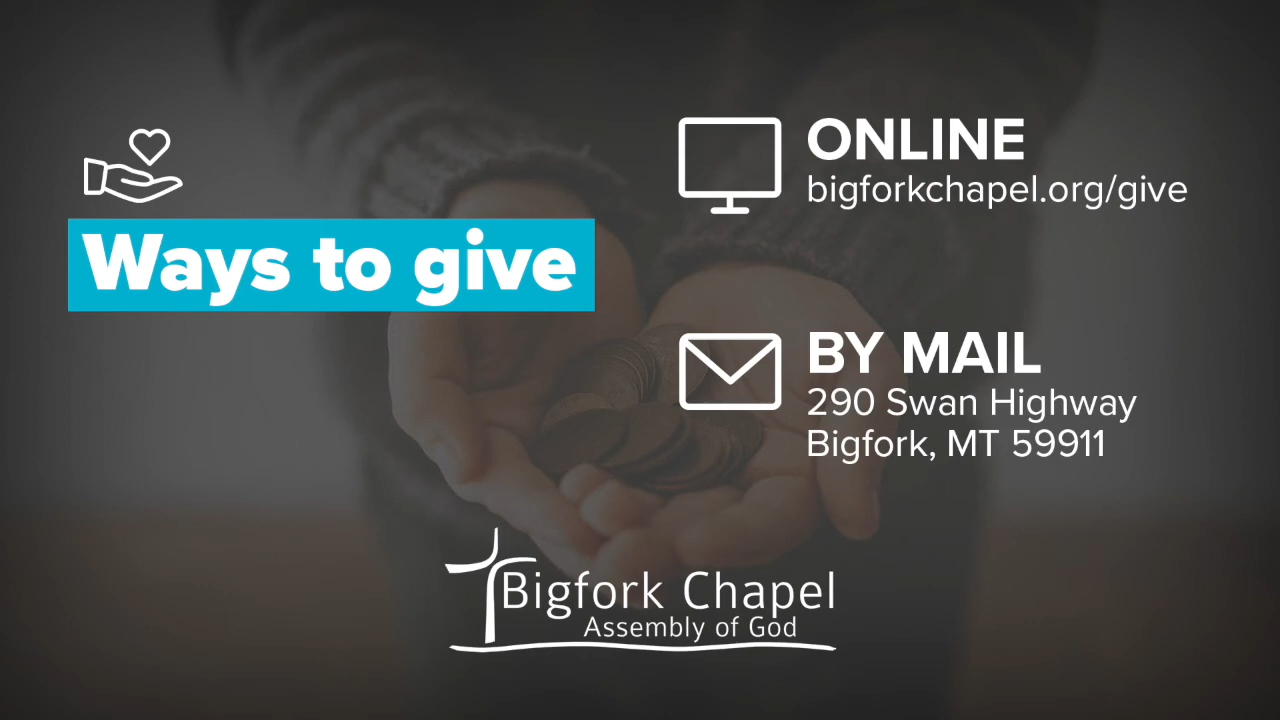 Ways to give
ONLINE
bigforkchapel.org/give
BY MAIL
290 Swan Highway
Bigfork, MT 59911
Bigfork Chapel
Assembly of God